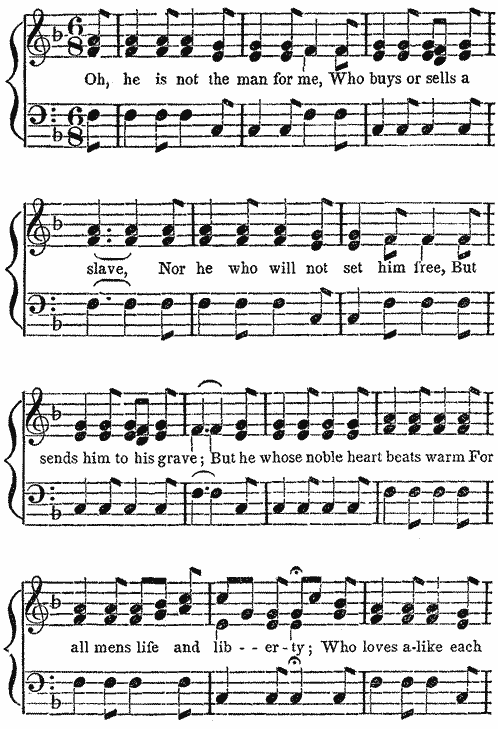 Oh, he is not the man for me, Who buys or sells a
slave, Nor he who will not set him free, But
sends him to his grave; But he whose noble heart beats warm For
all mens life and lib - - er - ty; Who loves a-like each